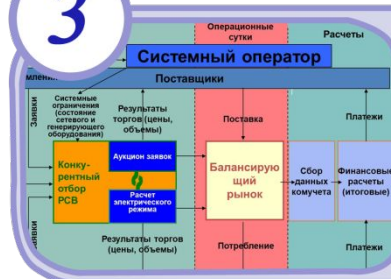 3
Операционные
сутки
Расчеты
Системный оператор
Поставщики
Заявки
Системные
ограничения
(состояние
сетевого и
генерирующего
оборудования)
Результаты
торгов (цены,
объемы)
Поставка
Платежи
Конку-
рентный
отбор
РСВ
Аукцион заявок
Расчет
электрического
режима
Балансирую
щий
рынок
Сбор
данных
комучета
Финансовые
расчеты
(итоговые)
Результаты торгов
(цены, объемы)
Потребление
Платежи